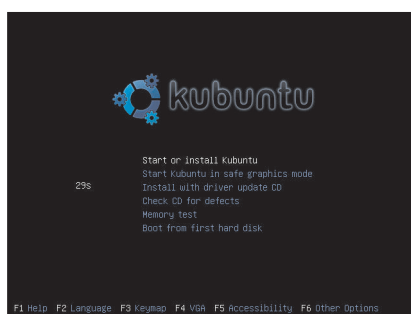 kubuntu
Start or install Kubuntu
Start Kubuntu in safe graphics mode
29s
Install with driver update CD
Check CD for defects
Memory test
Boot from first hard disk
F1 Help F2 Language F3 Keymap F4 VGA F5 Accessibility F6 Other Options